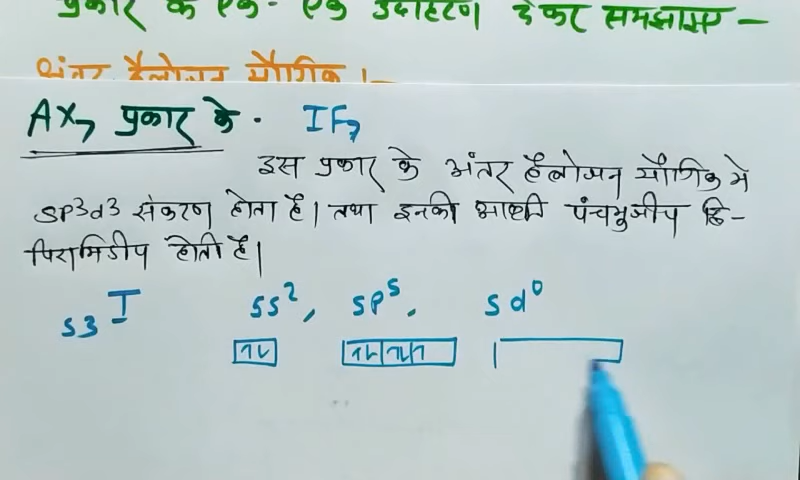 प्रकार के एक- एक उदाहरण देकर समझाइए –
अंतर हैलोजन यौगिक ।-
AX₇ प्रकार के · IF₇
इस प्रकार के अंतर हैलोजन यौगिक मे
sp³d³ संकरण होता है। तथा इनकी आकृति पंचभुजीय द्वि-
पिरामिडीय होती है।
53 I 5s², 5p⁵, 5d⁰